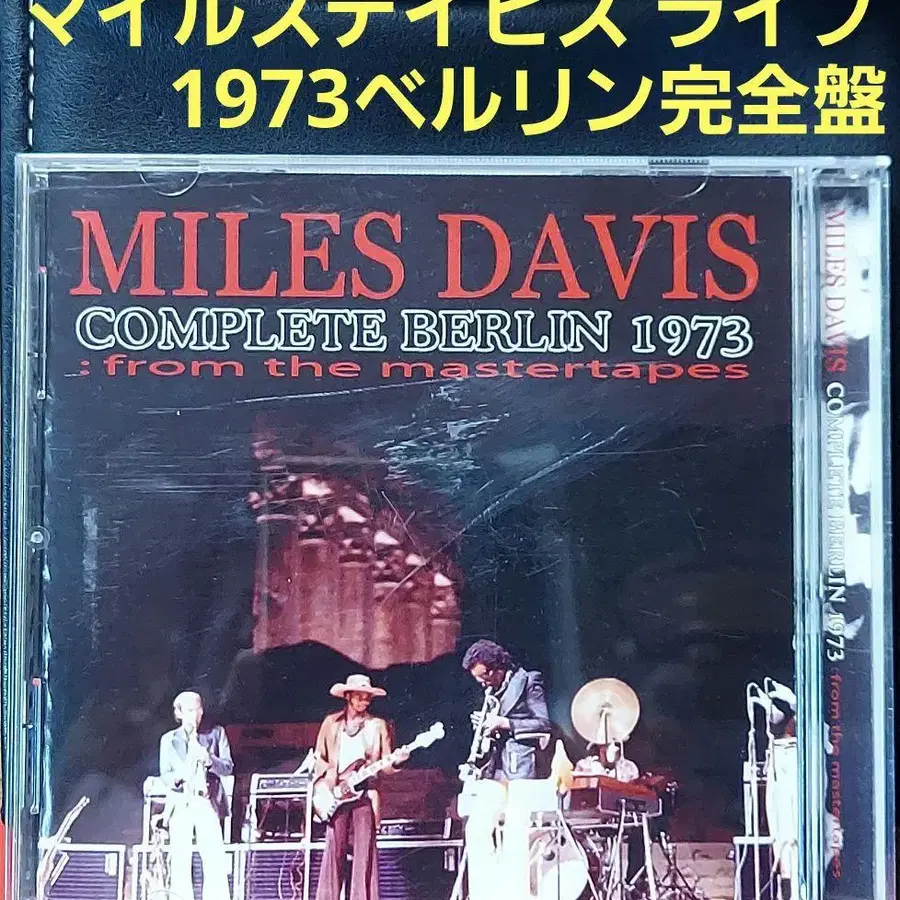 マイルスデイビス ライブ
1973ベルリン完全盤
MILES DAVIS
COMPLETE BERLIN 1973
: from the mastertapes
MILES DAVIS COMPLETE BERLIN 1973 from the mastertapes